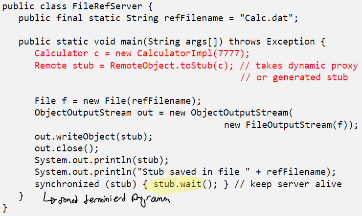 public class FileRefServer {
public final static String refFilename = "Calc.dat";
public static void main(String args[]) throws Exception {
Calculator c = new CalculatorImpl(7777);
Remote stub = RemoteObject.toStub(c); // takes dynamic proxy
// or generated stub
File f = new File(refFilename);
ObjectOutputStream out = new ObjectOutputStream(
new FileOutputStream(f));
out.writeObject(stub);
out.close();
System.out.println(stub);
System.out.println("Stub saved in file " + refFilename);
synchronized (stub) { stub.wait(); } // keep server alive
} sonst terminiert Programm
}